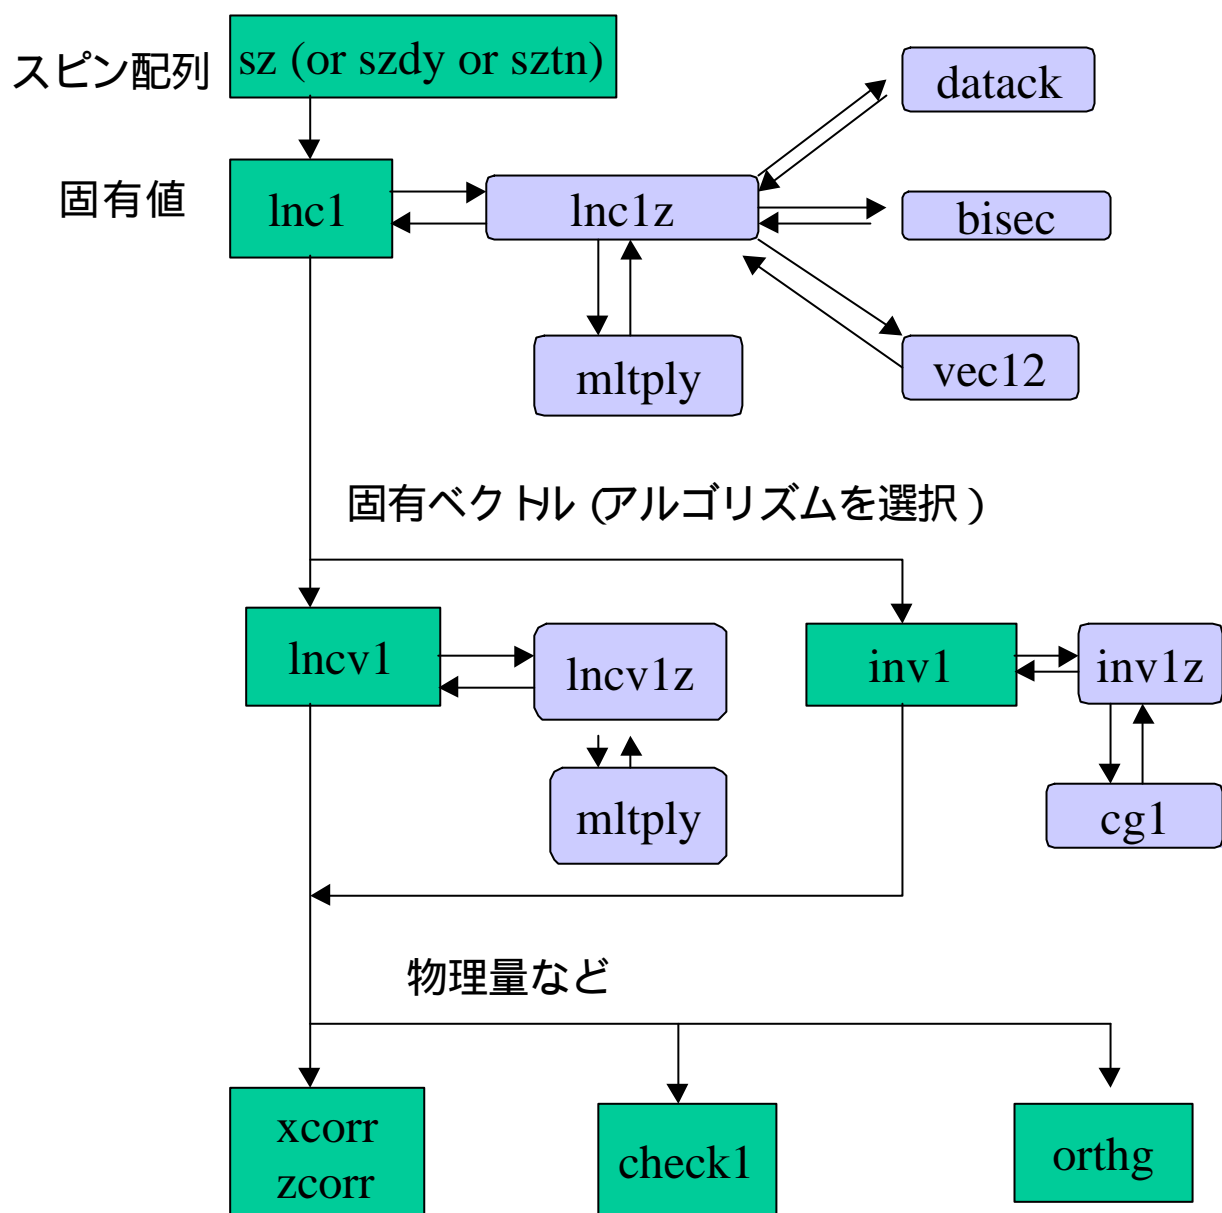 スピン配列
sz (or szdy or sztn)
datack
固有値
lnc1
lnc1z
bisec
mltply
vec12
固有ベクトル (アルゴリズムを選択)
lncv1
lncv1z
inv1
inv1z
mltply
cg1
物理量など
xcorr
zcorr
check1
orthg